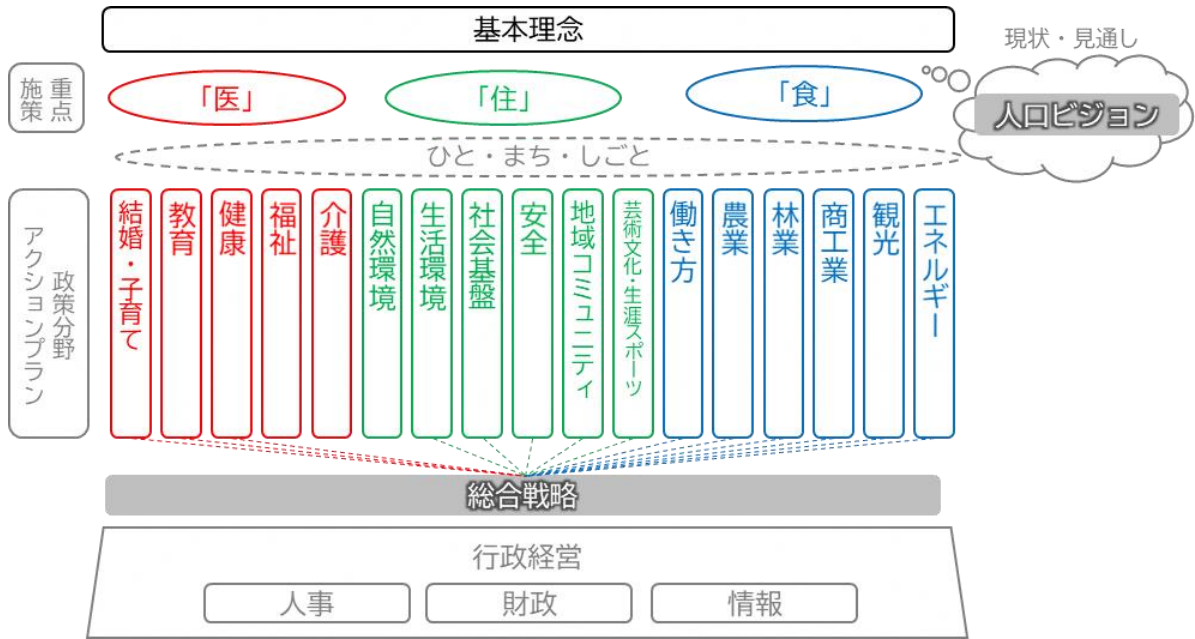 基本理念
現状・見通し
重点
施策
「医」
「住」
「食」
人口ビジョン
ひと・まち・しごと
政策分野
アクションプラン
結婚・子育て
教育
健康
福祉
介護
自然環境
生活環境
社会基盤
安全
地域コミュニティ
芸術文化・生涯スポーツ
働き方
農業
林業
商工業
観光
エネルギー
総合戦略
行政経営
人事
財政
情報